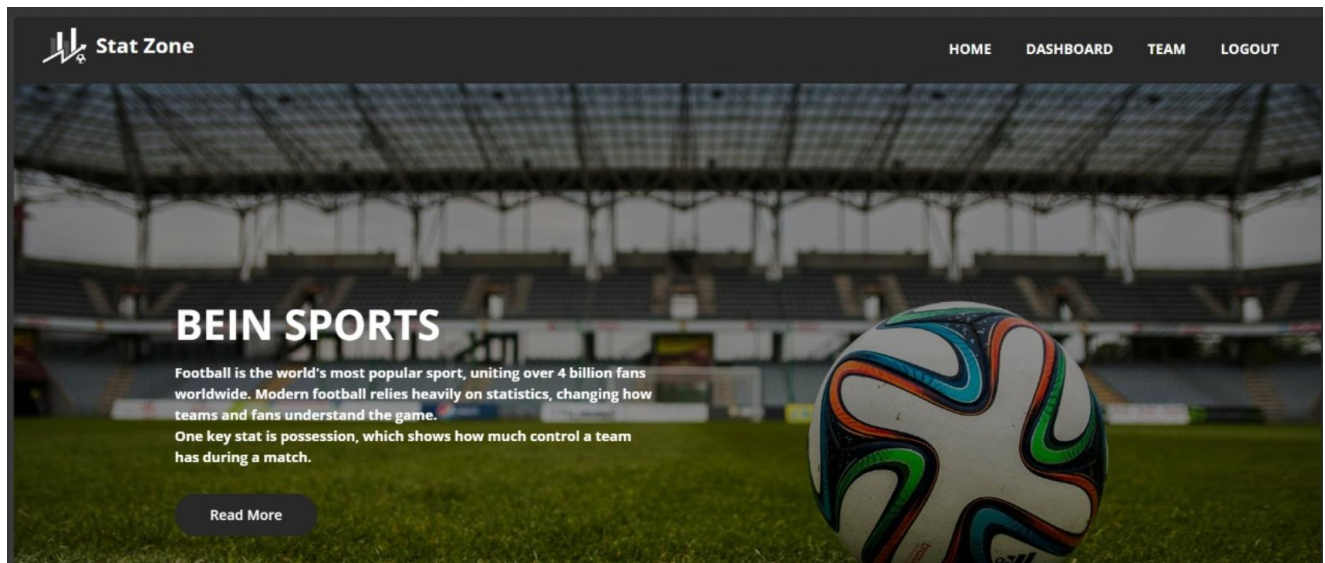 Stat Zone
HOME DASHBOARD TEAM LOGOUT
BEIN SPORTS
Football is the world's most popular sport, uniting over 4 billion fans
worldwide. Modern football relies heavily on statistics, changing how
teams and fans understand the game.
One key stat is possession, which shows how much control a team
has during a match.
Read More